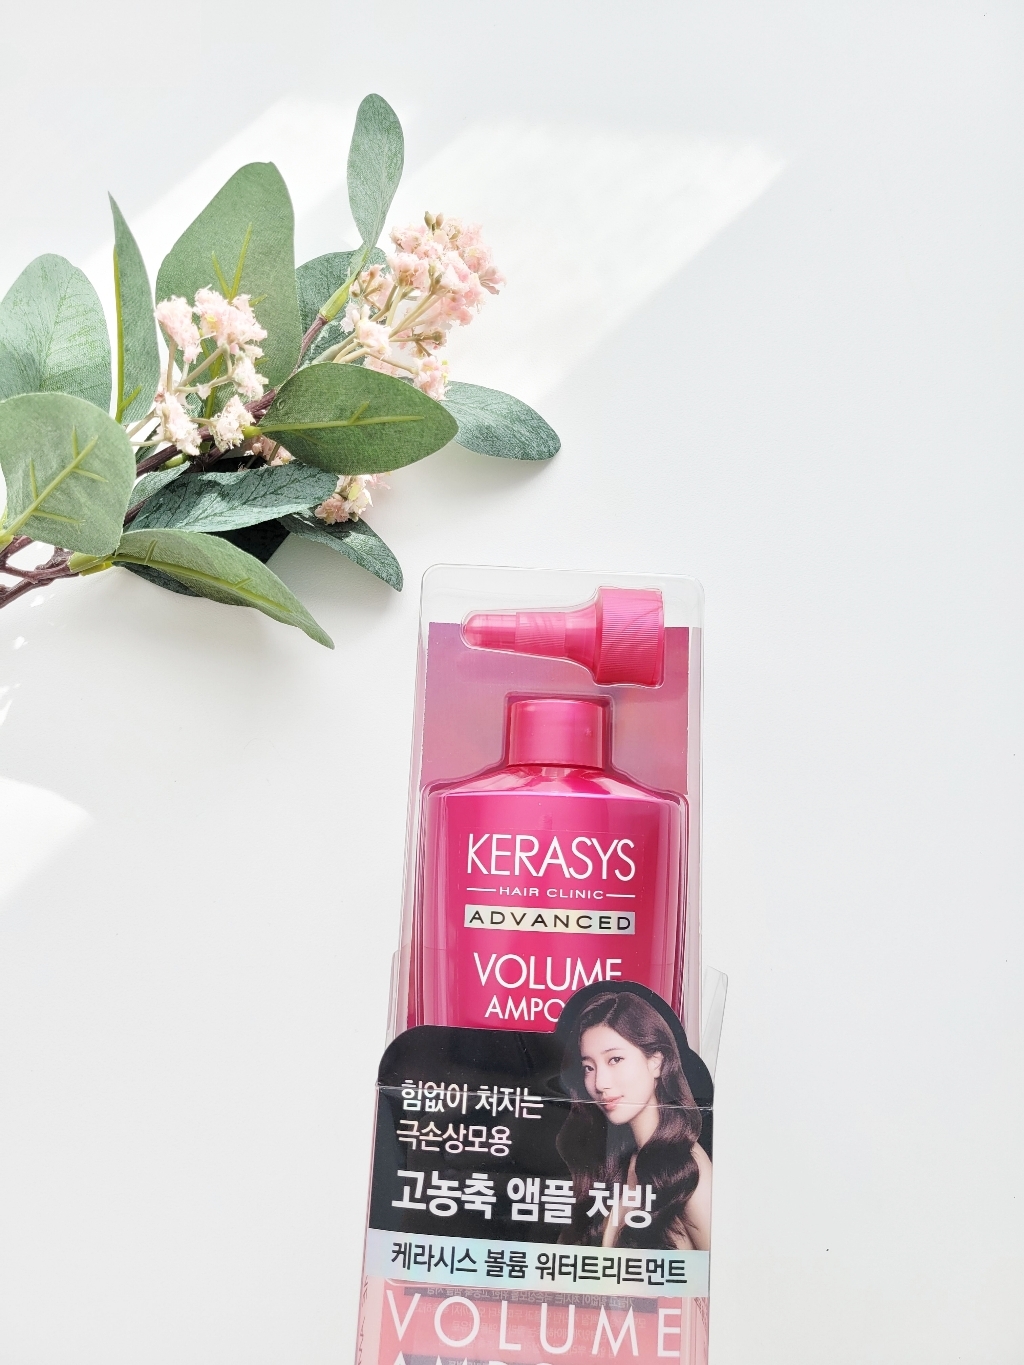 KERASYS
HAIR CLINIC
ADVANCED
VOLUME
힘없이 처지는
극손상모용
고농축 앰플 처방
케라시스 볼륨 워터트리트먼트
VOLUME